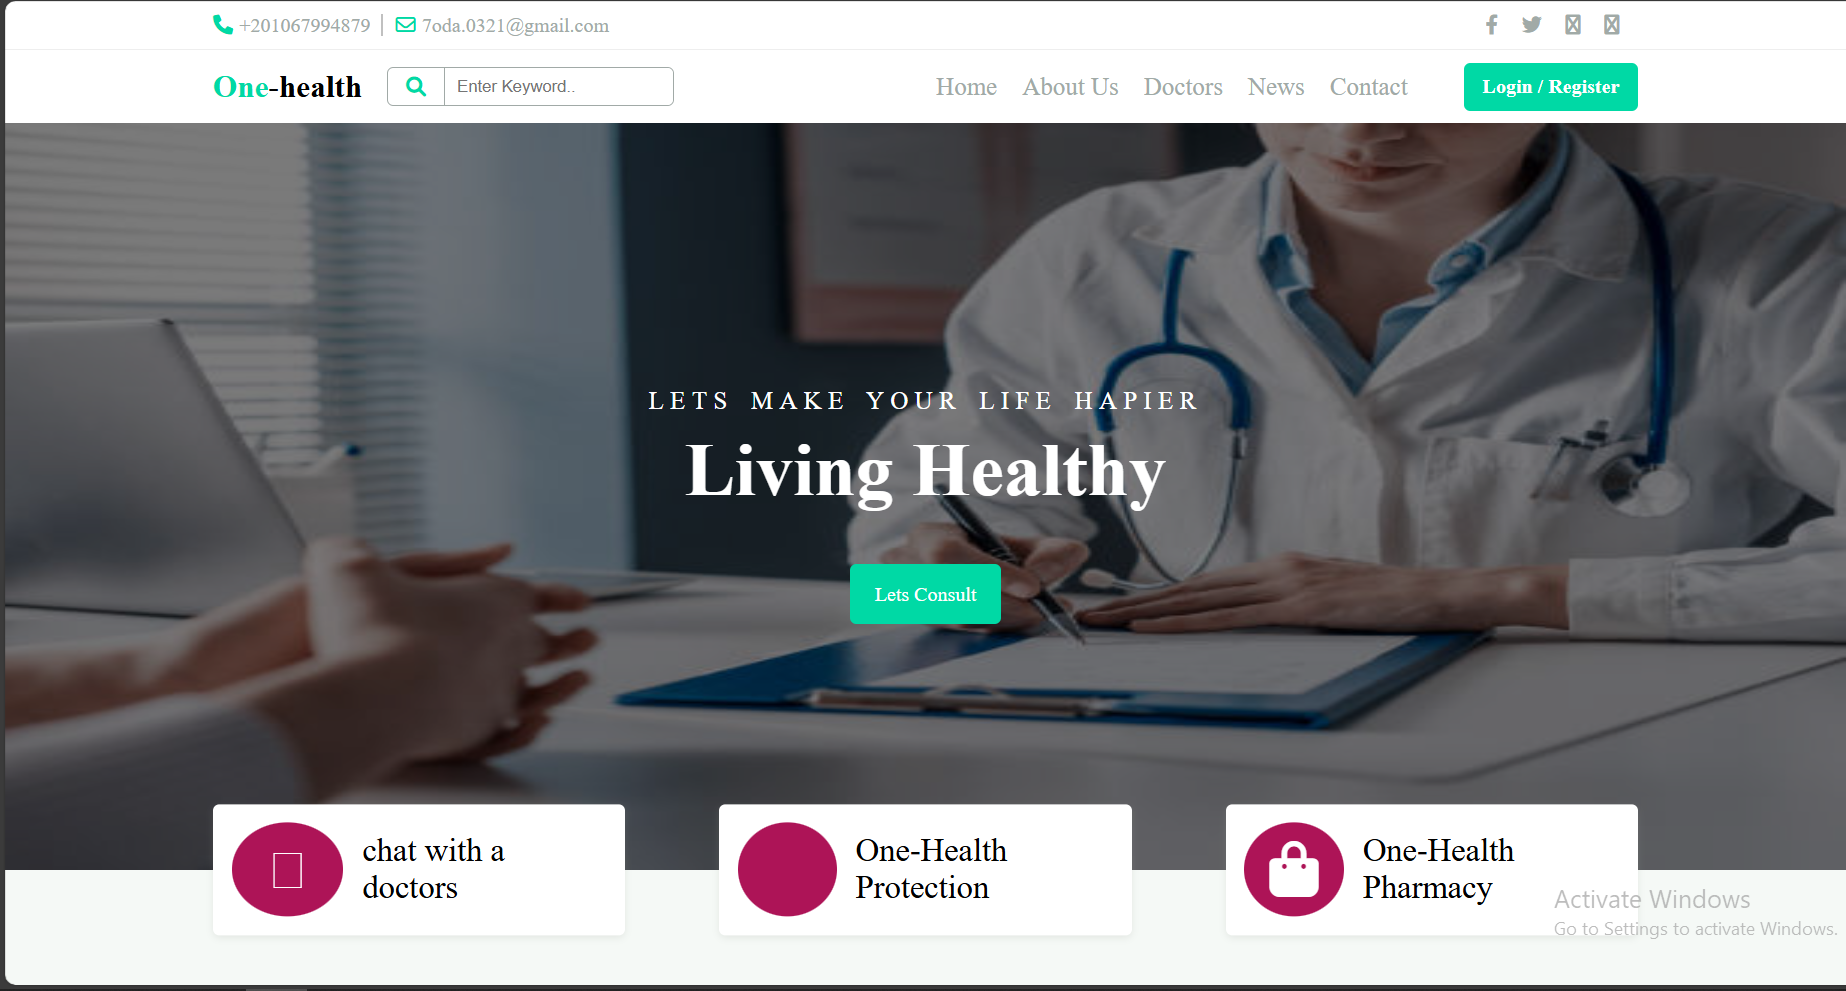 +201067994879 | 7oda.0321@gmail.com
One-health
Enter Keyword..
Home About Us Doctors News Contact
Login / Register
LETS MAKE YOUR LIFE HAPIER
Living Healthy
Lets Consult
chat with a
doctors
One-Health
Protection
One-Health
Pharmacy
Activate Windows
Go to Settings to activate Windows.